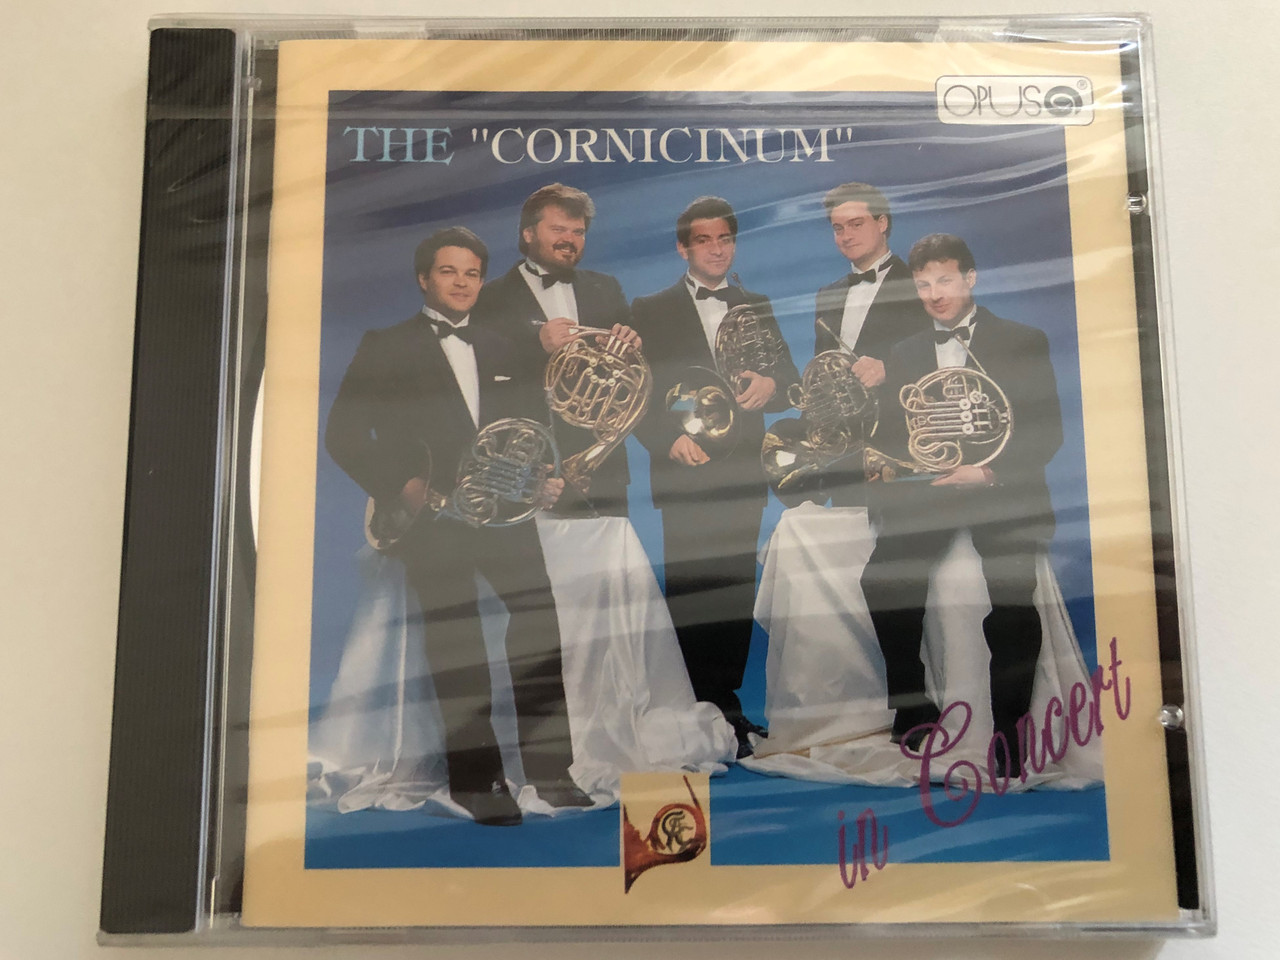 OPUS®
THE "CORNICINUM"
in Concert